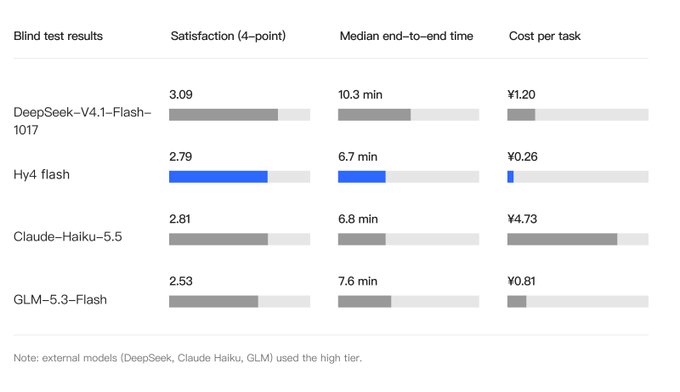 Blind test results Satisfaction (4-point) Median end-to-end time Cost per task
3.09 10.3 min ¥1.20
DeepSeek-V4.1-Flash-
1017
2.79 6.7 min ¥0.26
Hy4 flash
2.81 6.8 min ¥4.73
Claude-Haiku-5.5
2.53 7.6 min ¥0.81
GLM-5.3-Flash
Note: external models (DeepSeek, Claude Haiku, GLM) used the high tier.